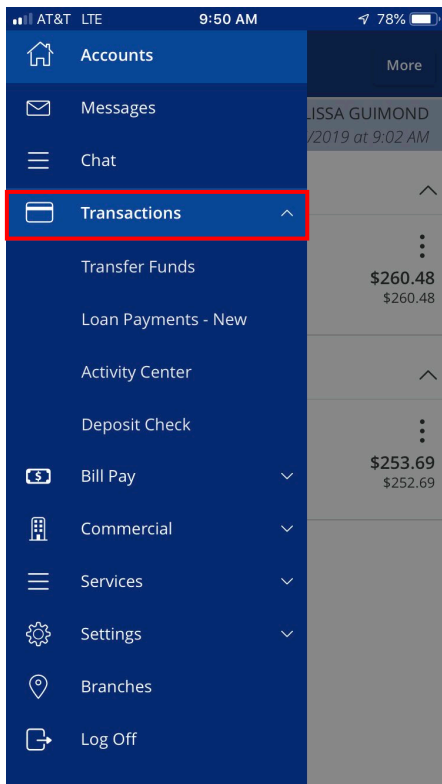 AT&T LTE 9:50 AM 78%
Accounts
More
Messages
LISSA GUIMOND
/2019 at 9:02 AM
Chat
Transactions
Transfer Funds
$260.48
$260.48
Loan Payments - New
Activity Center
Deposit Check
$253.69
$252.69
Bill Pay
Commercial
Services
Settings
Branches
Log Off